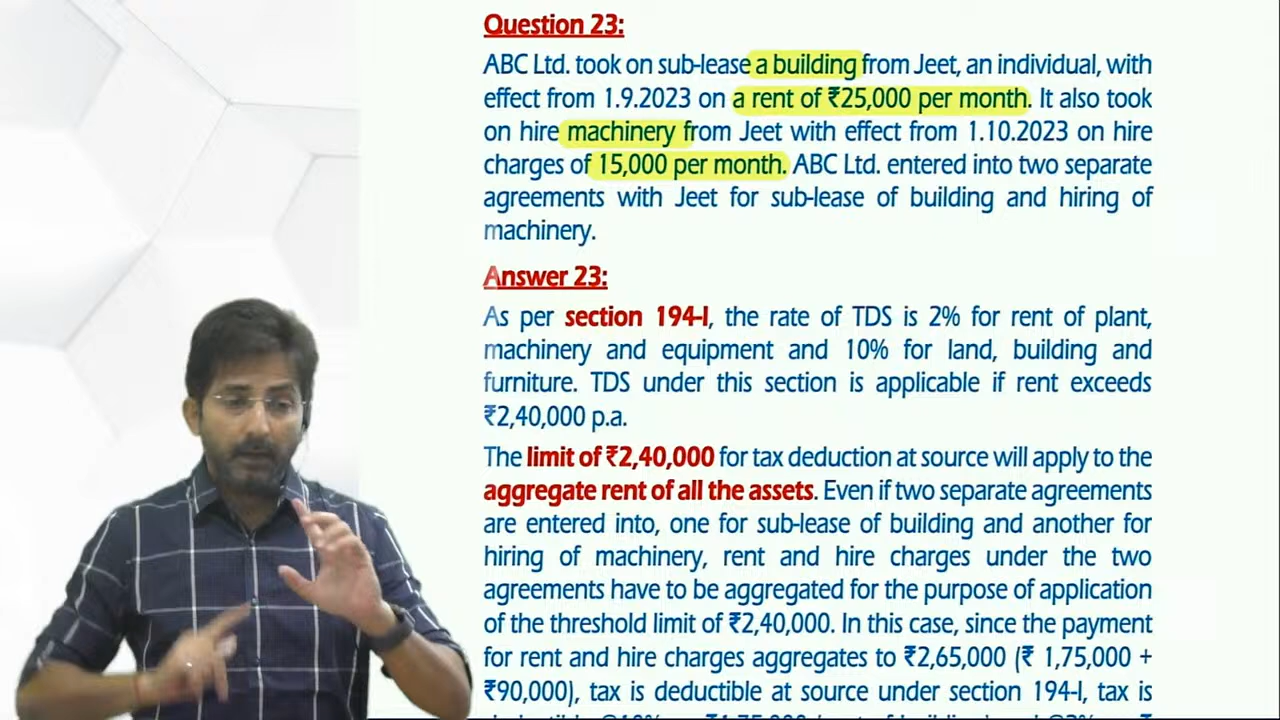 Question 23:
ABC Ltd. took on sub-lease a building from Jeet, an individual, with
effect from 1.9.2023 on a rent of ₹25,000 per month. It also took
on hire machinery from Jeet with effect from 1.10.2023 on hire
charges of 15,000 per month. ABC Ltd. entered into two separate
agreements with Jeet for sub-lease of building and hiring of
machinery.
Answer 23:
As per section 194-I, the rate of TDS is 2% for rent of plant,
machinery and equipment and 10% for land, building and
furniture. TDS under this section is applicable if rent exceeds
₹2,40,000 p.a.
The limit of ₹2,40,000 for tax deduction at source will apply to the
aggregate rent of all the assets. Even if two separate agreements
are entered into, one for sub-lease of building and another for
hiring of machinery, rent and hire charges under the two
agreements have to be aggregated for the purpose of application
of the threshold limit of ₹2,40,000. In this case, since the payment
for rent and hire charges aggregates to ₹2,65,000 (₹ 1,75,000 +
₹90,000), tax is deductible at source under section 194-I, tax is